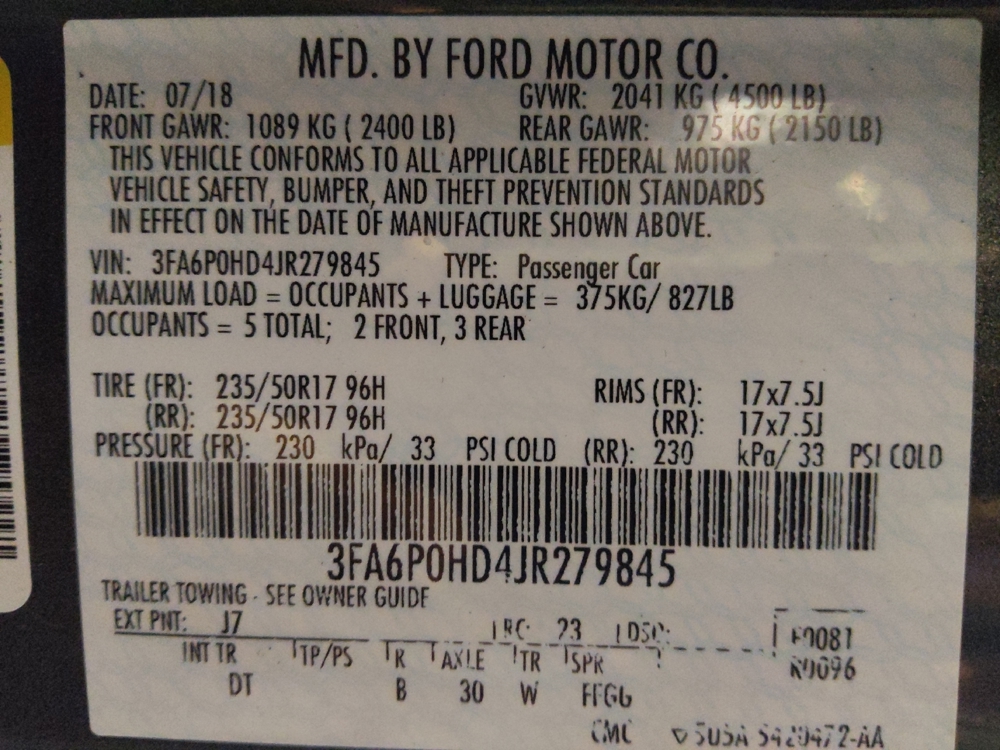 MFD. BY FORD MOTOR CO.
DATE: 07/18 GVWR: 2041 KG ( 4500 LB)
FRONT GAWR: 1089 KG ( 2400 LB) REAR GAWR: 975 KG ( 2150 LB)
THIS VEHICLE CONFORMS TO ALL APPLICABLE FEDERAL MOTOR
VEHICLE SAFETY, BUMPER, AND THEFT PREVENTION STANDARDS
IN EFFECT ON THE DATE OF MANUFACTURE SHOWN ABOVE.
VIN: 3FA6P0HD4JR279845 TYPE: Passenger Car
MAXIMUM LOAD = OCCUPANTS + LUGGAGE = 375KG/ 827LB
OCCUPANTS = 5 TOTAL; 2 FRONT, 3 REAR
TIRE (FR): 235/50R17 96H RIMS (FR): 17x7.5J
(RR): 235/50R17 96H (RR): 17x7.5J
PRESSURE (FR): 230 kPa/ 33 PSI COLD (RR): 230 kPa/ 33 PSI COLD
3FA6P0HD4JR279845
TRAILER TOWING - SEE OWNER GUIDE
EXT PNT: J7 RC: 23 DSO: F0081
INT TR TP/PS R AXLE TR SPR R0096
DT B 30 W FFGG